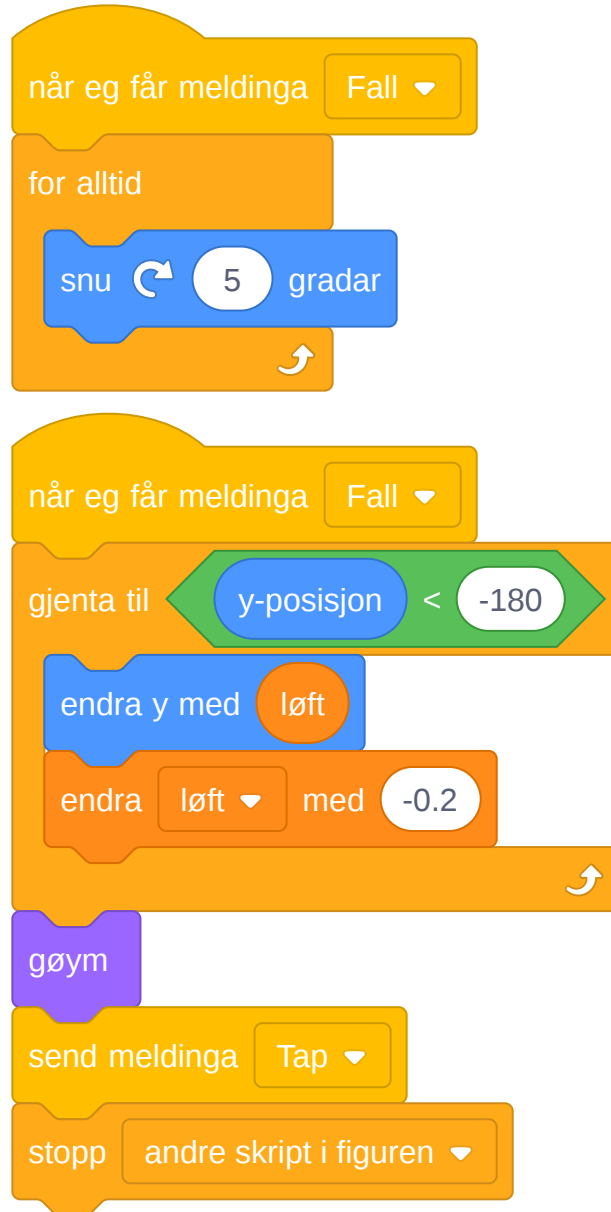 når eg får meldinga Fall
for alltid
snu 5 gradar
når eg får meldinga Fall
gjenta til y-posisjon < -180
endra y med løft
endra løft med -0.2
gøym
send meldinga Tap
stopp andre skript i figuren